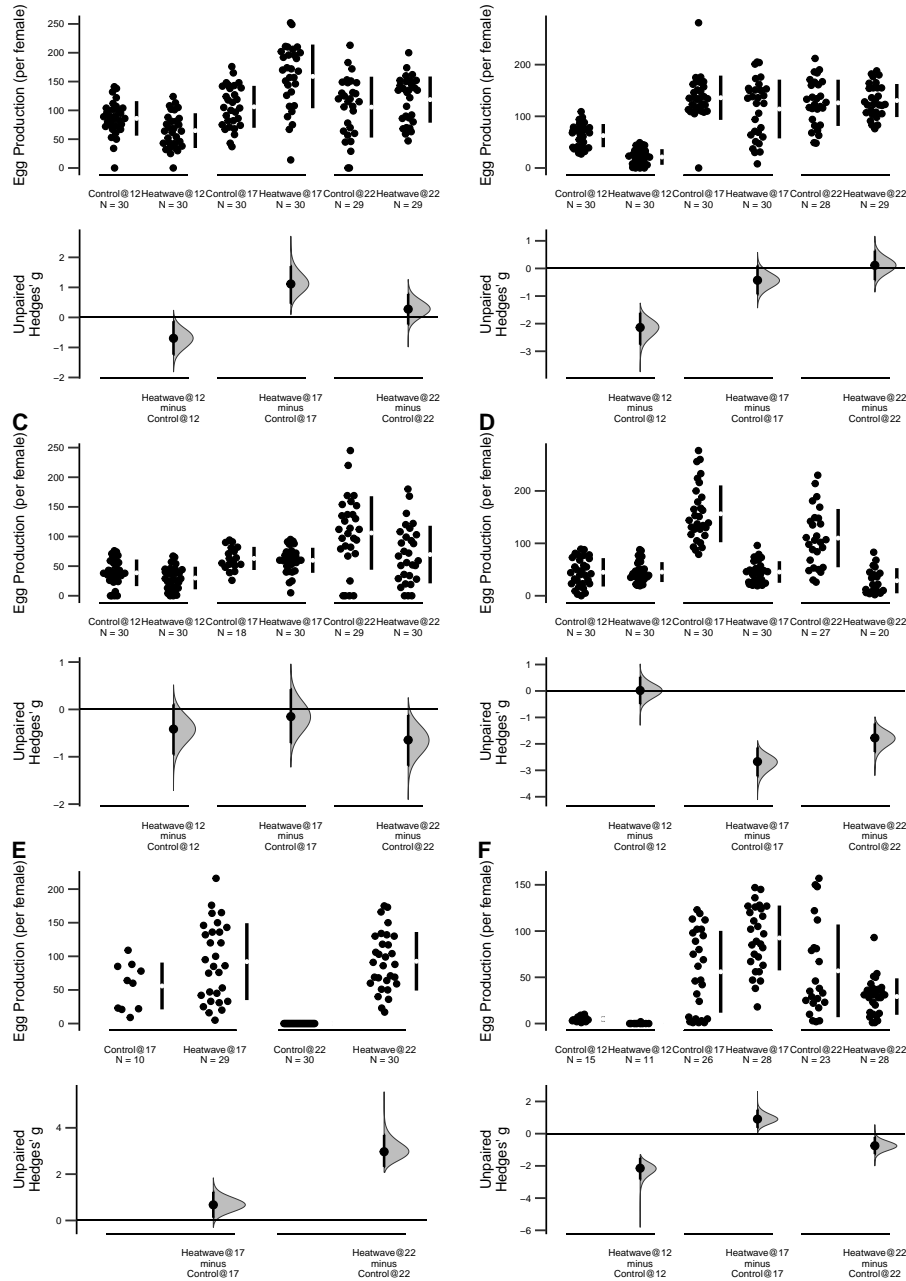 Egg Production (per female)
250
200
150
100
50
0
Control@12 Heatwave@12 Control@17 Heatwave@17 Control@22 Heatwave@22
N = 30 N = 30 N = 30 N = 30 N = 29 N = 29
Unpaired
Hedges' g
2
1
0
−1
−2
Heatwave@12 Heatwave@17 Heatwave@22
minus minus minus
Control@12 Control@17 Control@22
Egg Production (per female)
200
100
0
Control@12 Heatwave@12 Control@17 Heatwave@17 Control@22 Heatwave@22
N = 30 N = 30 N = 30 N = 30 N = 28 N = 29
Unpaired
Hedges' g
1
0
−1
−2
−3
Heatwave@12 Heatwave@17 Heatwave@22
minus minus minus
Control@12 Control@17 Control@22
C
Egg Production (per female)
250
200
150
100
50
0
Control@12 Heatwave@12 Control@17 Heatwave@17 Control@22 Heatwave@22
N = 30 N = 30 N = 18 N = 30 N = 29 N = 30
Unpaired
Hedges' g
1
0
−1
−2
Heatwave@12 Heatwave@17 Heatwave@22
minus minus minus
Control@12 Control@17 Control@22
D
Egg Production (per female)
200
100
0
Control@12 Heatwave@12 Control@17 Heatwave@17 Control@22 Heatwave@22
N = 30 N = 30 N = 30 N = 30 N = 27 N = 20
Unpaired
Hedges' g
1
0
−1
−2
−3
−4
Heatwave@12 Heatwave@17 Heatwave@22
minus minus minus
Control@12 Control@17 Control@22
E
Egg Production (per female)
200
150
100
50
0
Control@17 Heatwave@17 Control@22 Heatwave@22
N = 10 N = 29 N = 30 N = 30
Unpaired
Hedges' g
4
2
0
Heatwave@17 Heatwave@22
minus minus
Control@17 Control@22
F
Egg Production (per female)
150
100
50
0
Control@12 Heatwave@12 Control@17 Heatwave@17 Control@22 Heatwave@22
N = 15 N = 11 N = 26 N = 28 N = 23 N = 28
Unpaired
Hedges' g
2
0
−2
−4
−6
Heatwave@12 Heatwave@17 Heatwave@22
minus minus minus
Control@12 Control@17 Control@22